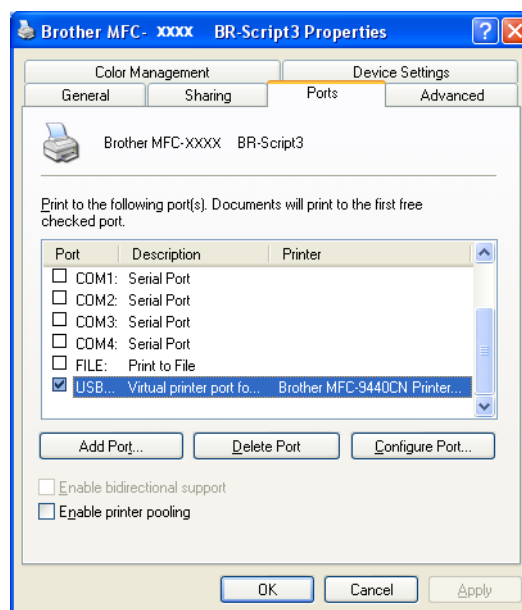 Brother MFC- XXXX BR-Script3 Properties
Color Management Device Settings
General Sharing Ports Advanced
Brother MFC-XXXX BR-Script3
Print to the following port(s). Documents will print to the first free
checked port.
Port Description Printer
COM1: Serial Port
COM2: Serial Port
COM3: Serial Port
COM4: Serial Port
FILE: Print to File
USB... Virtual printer port fo... Brother MFC-9440CN Printer...
Add Port... Delete Port Configure Port...
Enable bidirectional support
Enable printer pooling
OK Cancel Apply